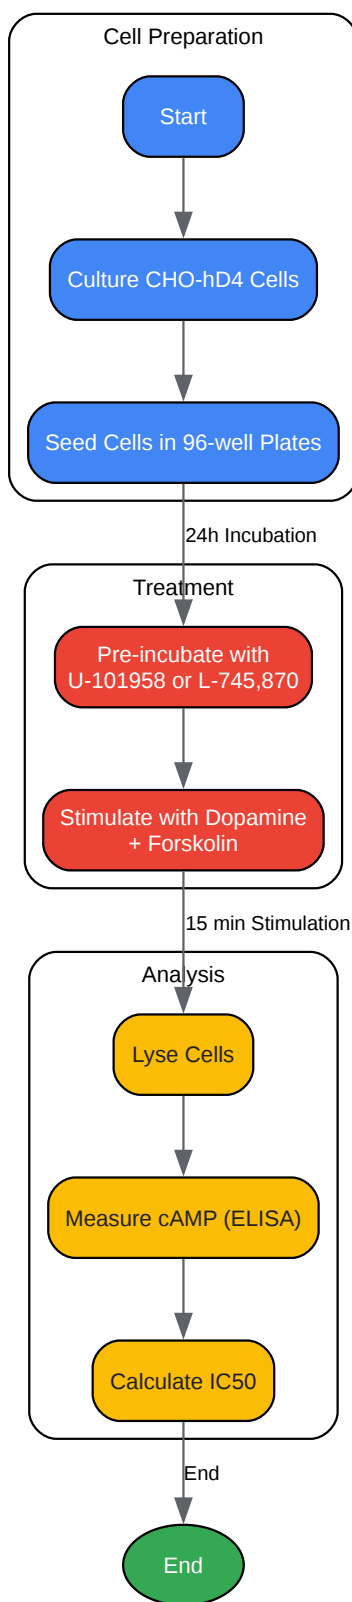 Cell Preparation
Start
Culture CHO-hD4 Cells
Seed Cells in 96-well Plates
24h Incubation
Treatment
Pre-incubate with
U-101958 or L-745,870
Stimulate with Dopamine
+ Forskolin
15 min Stimulation
Analysis
Lyse Cells
Measure cAMP (ELISA)
Calculate IC50
End
End